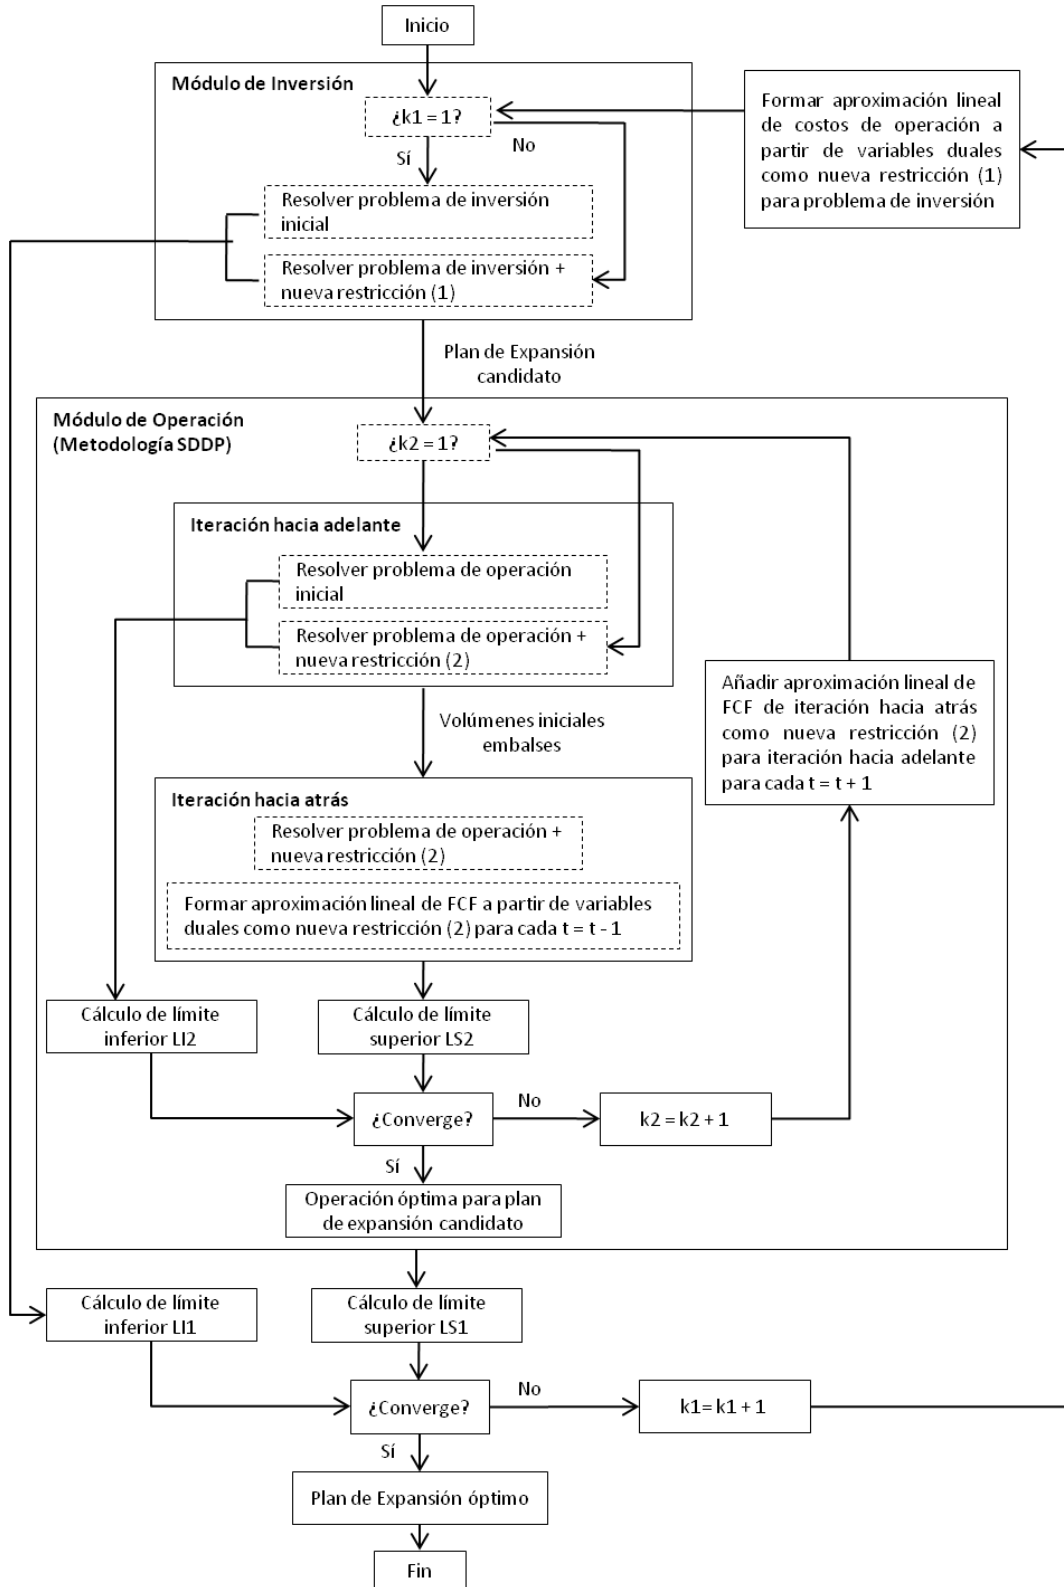 Inicio
Módulo de Inversión
¿k1 = 1?
Sí
No
Resolver problema de inversión
inicial
Resolver problema de inversión +
nueva restricción (1)
Formar aproximación lineal
de costos de operación a
partir de variables duales
como nueva restricción (1)
para problema de inversión
Plan de Expansión
candidato
Módulo de Operación
(Metodología SDDP)
¿k2 = 1?
Iteración hacia adelante
Resolver problema de operación
inicial
Resolver problema de operación +
nueva restricción (2)
Volúmenes iniciales
embalses
Añadir aproximación lineal de
FCF de iteración hacia atrás
como nueva restricción (2)
para iteración hacia adelante
para cada t = t + 1
Iteración hacia atrás
Resolver problema de operación +
nueva restricción (2)
Formar aproximación lineal de FCF a partir de variables
duales como nueva restricción (2) para cada t = t - 1
Cálculo de límite
inferior LI2
Cálculo de límite
superior LS2
¿Converge?
No
k2 = k2 + 1
Sí
Operación óptima para plan
de expansión candidato
Cálculo de límite
inferior LI1
Cálculo de límite
superior LS1
¿Converge?
No
k1= k1 + 1
Sí
Plan de Expansión óptimo
Fin